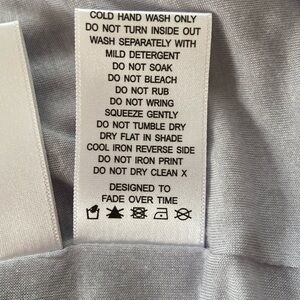 COLD HAND WASH ONLY
DO NOT TURN INSIDE OUT
WASH SEPARATELY WITH
MILD DETERGENT
DO NOT SOAK
DO NOT BLEACH
DO NOT RUB
DO NOT WRING
SQUEEZE GENTLY
DO NOT TUMBLE DRY
DRY FLAT IN SHADE
COOL IRON REVERSE SIDE
DO NOT IRON PRINT
DO NOT DRY CLEAN X
DESIGNED TO
FADE OVER TIME